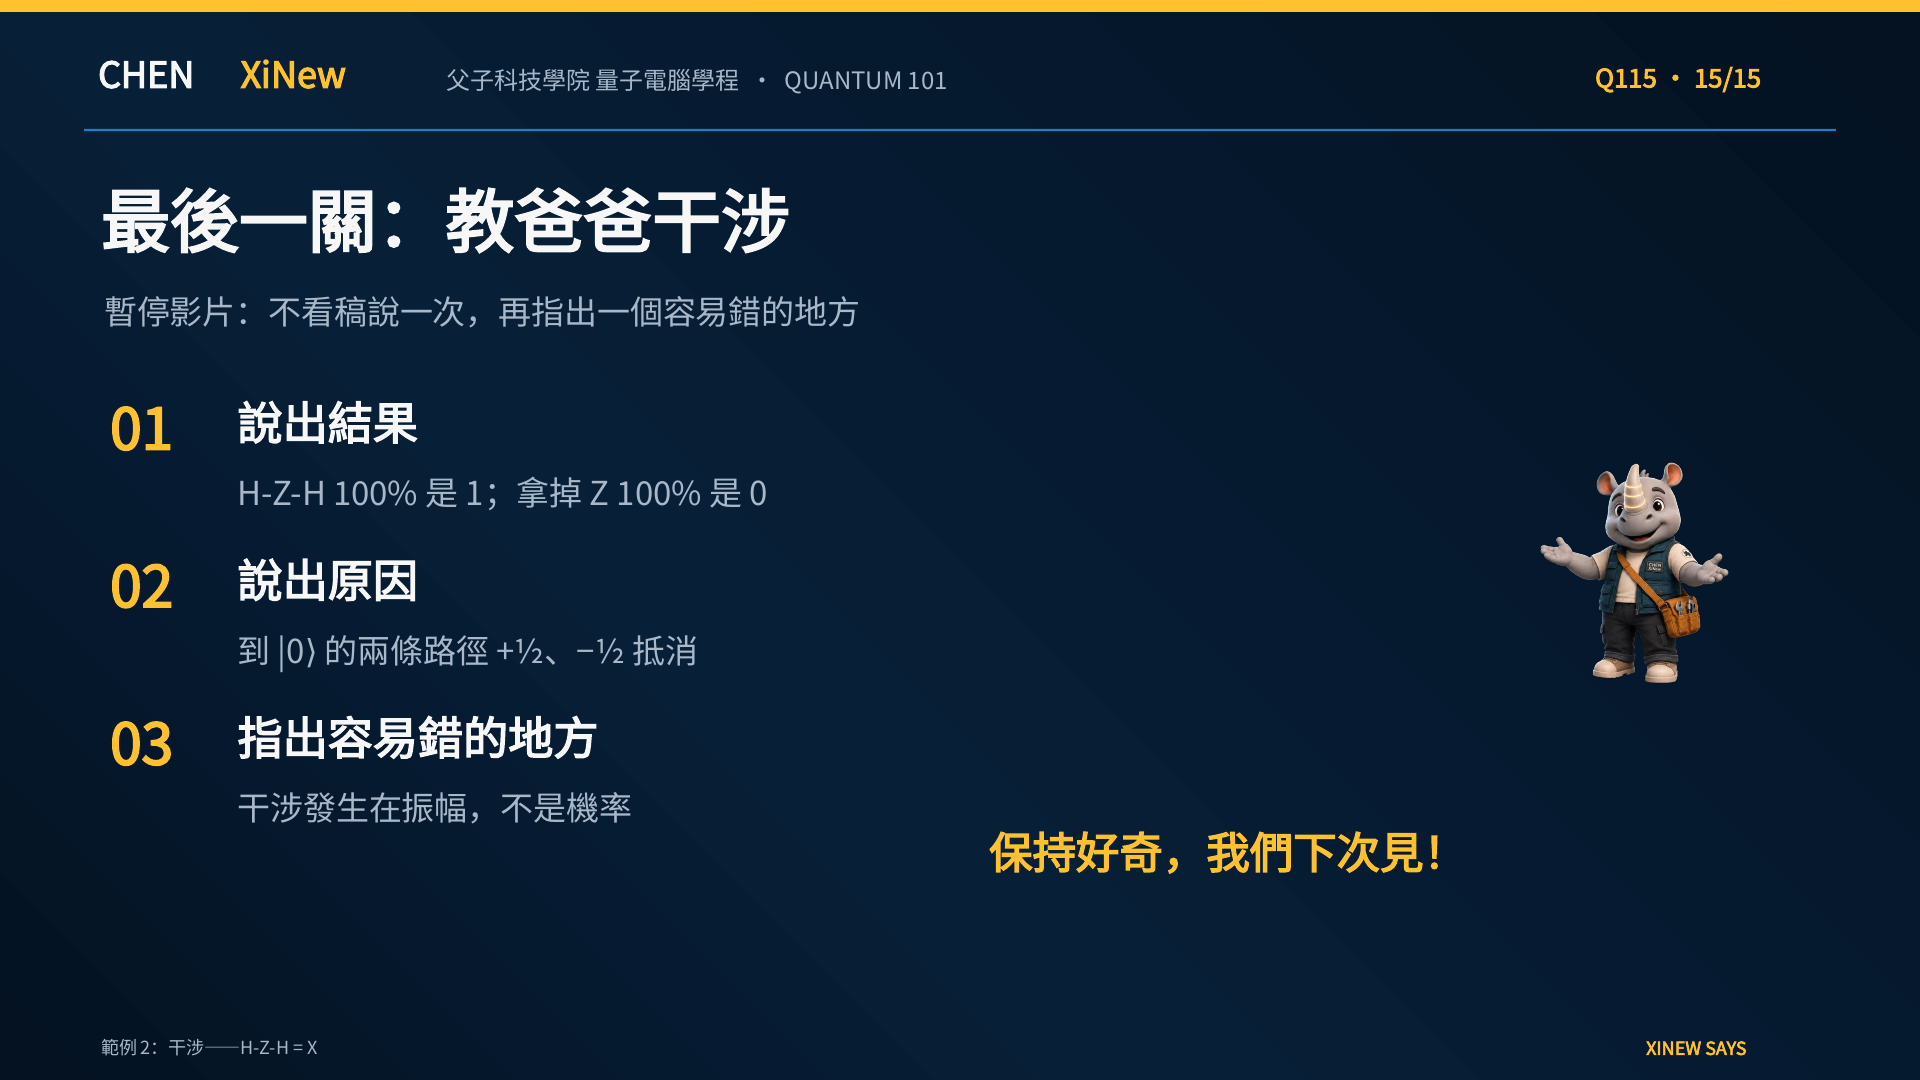 CHEN XiNew 父子科技學院 量子電腦學程 · QUANTUM 101 Q115 · 15/15
最後一關：教爸爸干涉
暫停影片：不看稿說一次，再指出一個容易錯的地方
01 說出結果
H-Z-H 100% 是 1；拿掉 Z 100% 是 0
02 說出原因
到 |0⟩ 的兩條路徑 +½、−½ 抵消
03 指出容易錯的地方
干涉發生在振幅，不是機率
保持好奇，我們下次見！
範例 2：干涉——H-Z-H = X
XINEW SAYS